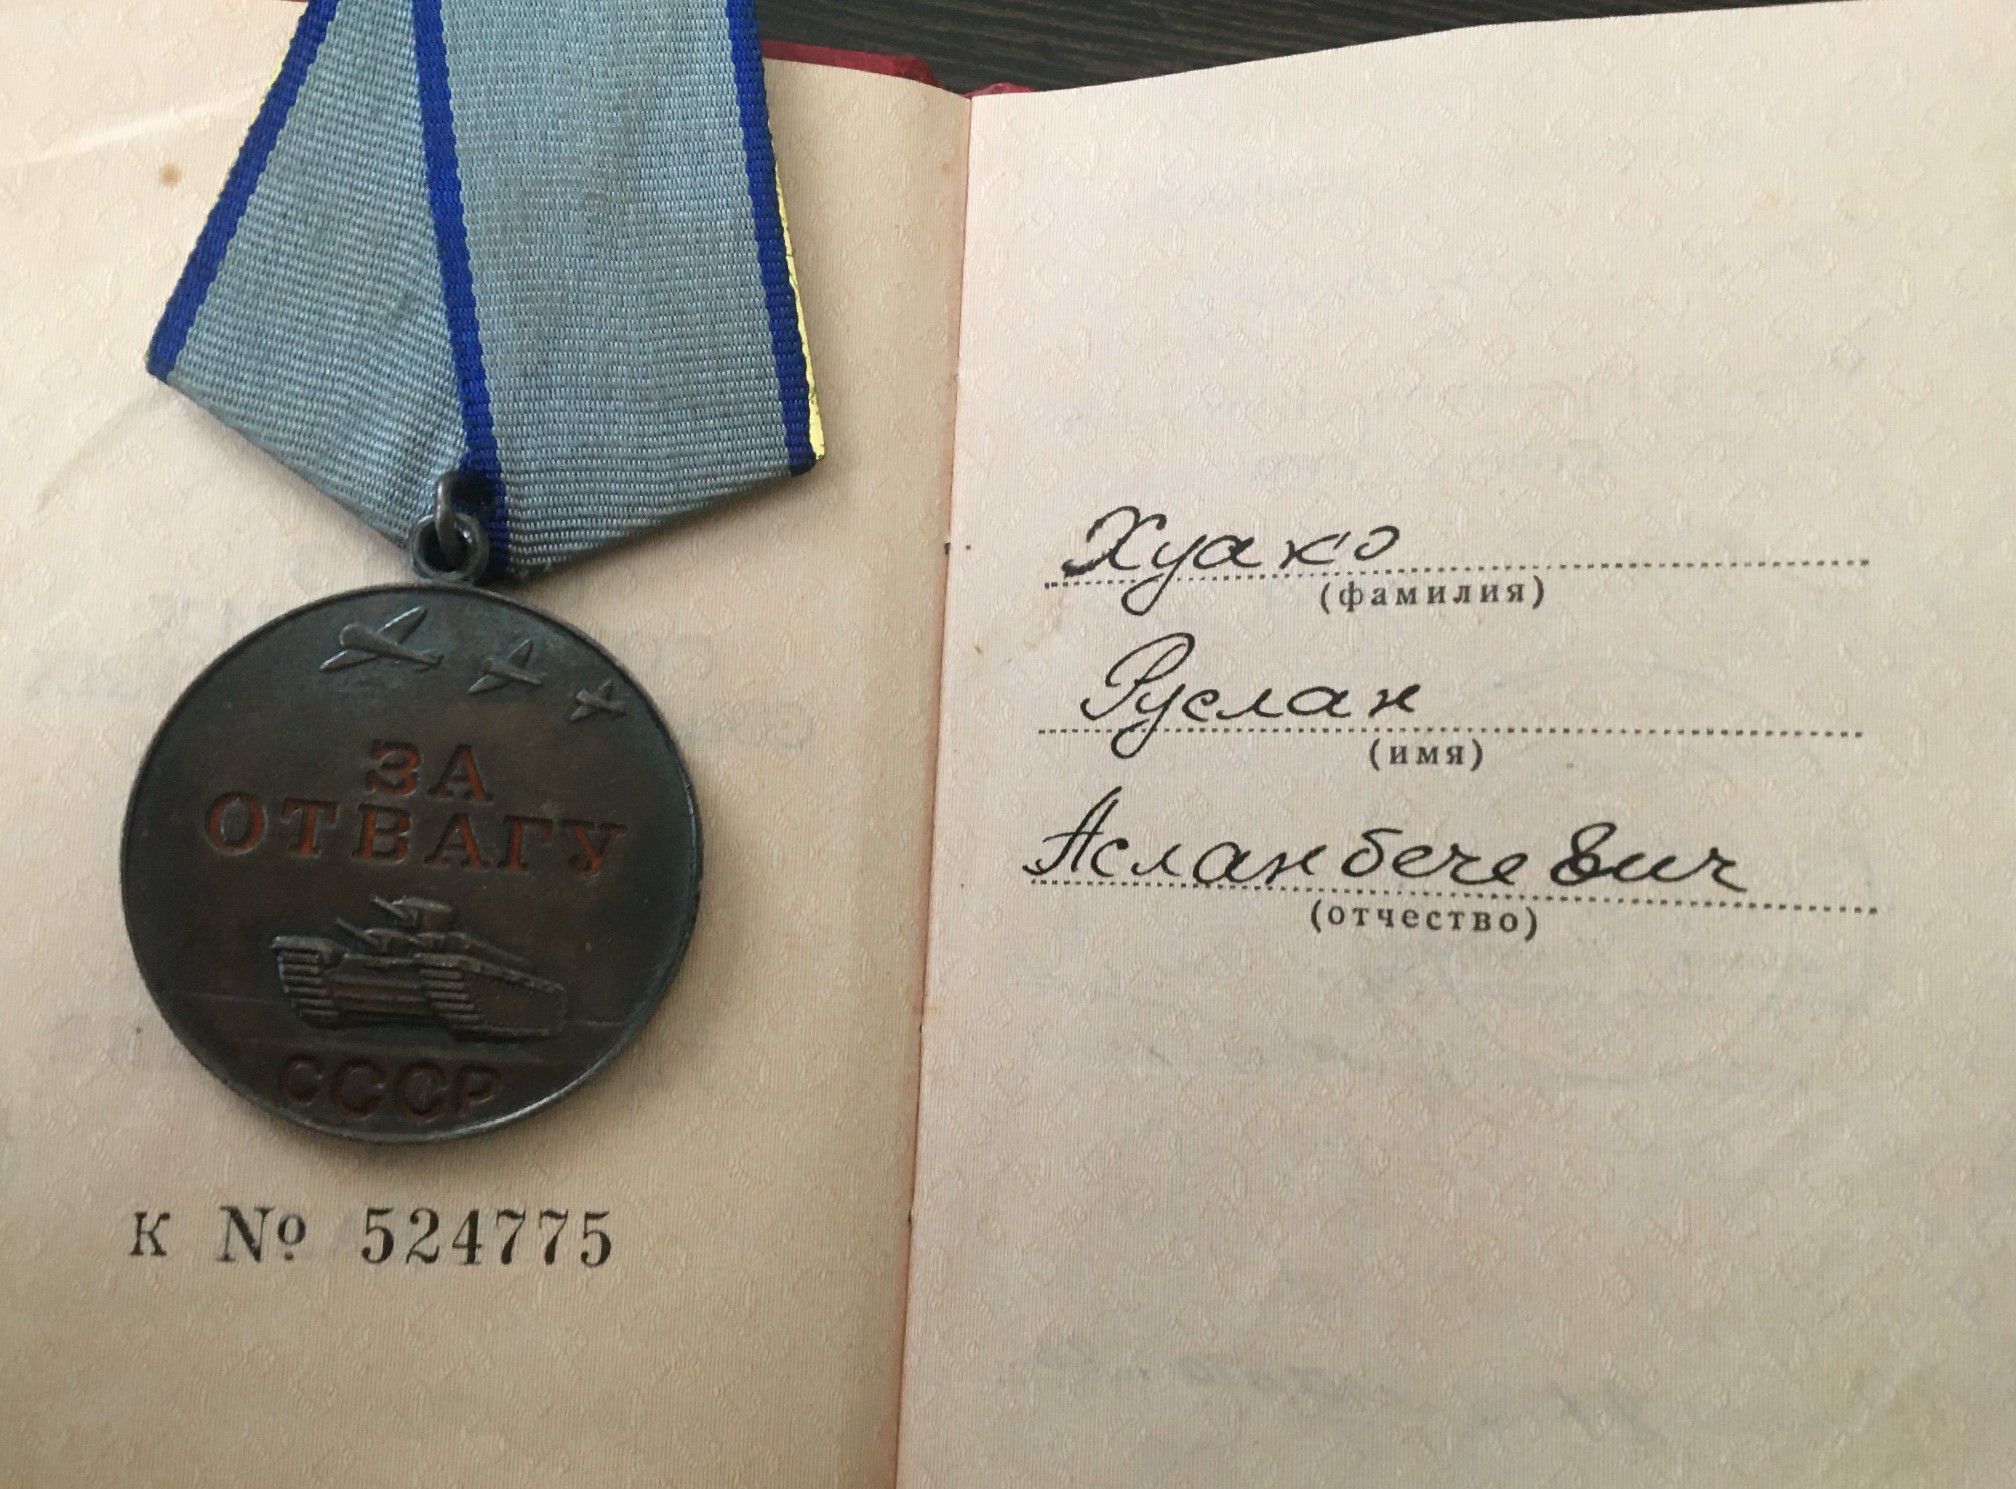 ЗА
ОТВАГУ
СССР
К № 524775
Хуако
(фамилия)
Руслан
(имя)
Асланбечевич
(отчество)